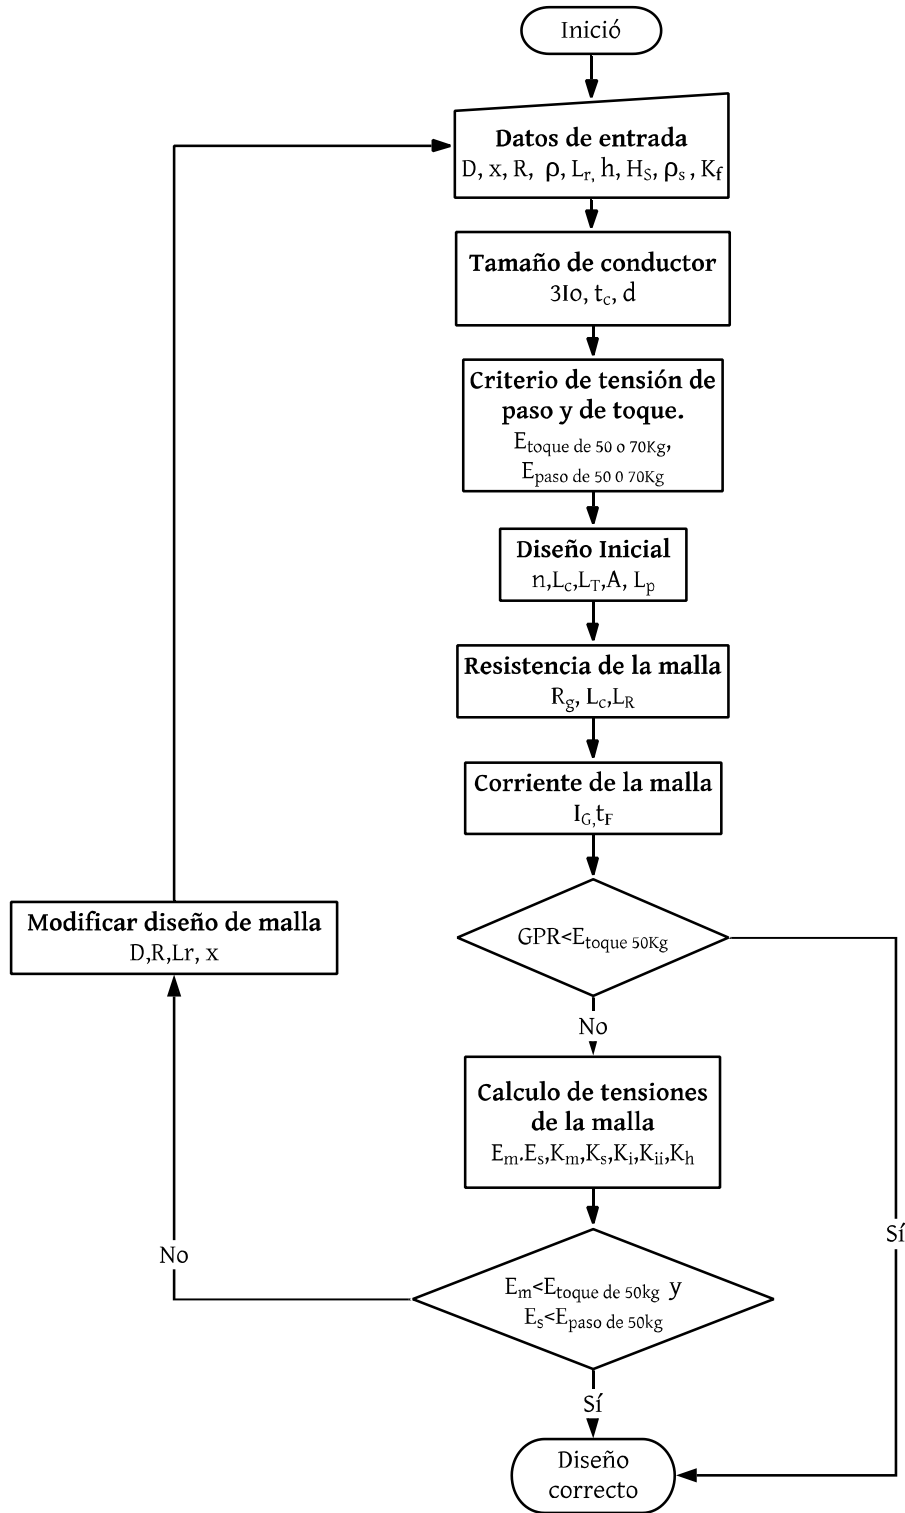 Inició
Datos de entrada
D, x, R, ρ, Lr, h, HS, ρs , Kf
Tamaño de conductor
3Io, tc, d
Criterio de tensión de
paso y de toque.
Etoque de 50 o 70Kg,
Epaso de 50 0 70Kg
Diseño Inicial
n,Lc,LT,A, Lp
Resistencia de la malla
Rg, Lc,LR
Corriente de la malla
IG,tF
Modificar diseño de malla
D,R,Lr, x
GPR<Etoque 50Kg
No
Calculo de tensiones
de la malla
Em.Es,Km,Ks,Ki,Kii,Kh
Sí
No
Em<Etoque de 50kg y
Es<Epaso de 50kg
Sí
Diseño
correcto